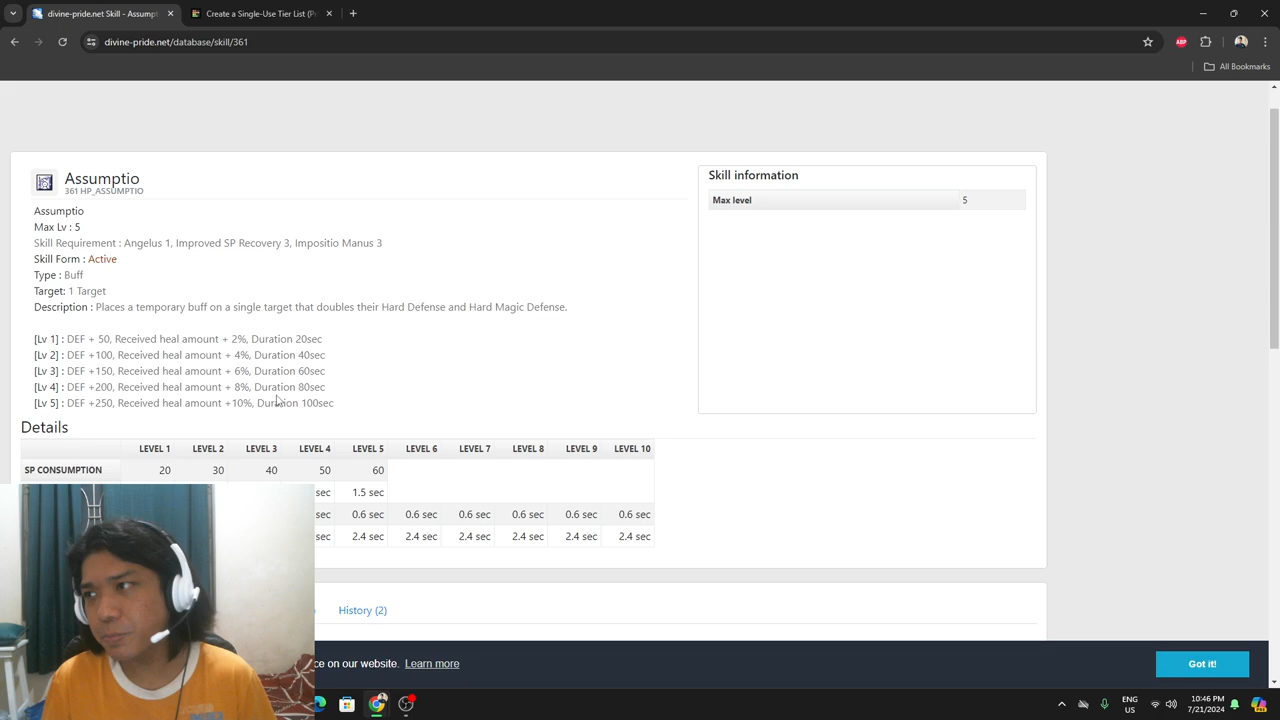 divine-pride.net Skill - Assumpt
Create a Single-Use Tier List (P
divine-pride.net/database/skill/361
ABP
All Bookmarks
Assumptio
361 HP_ASSUMPTIO
Assumptio
Max Lv : 5
Skill Requirement : Angelus 1, Improved SP Recovery 3, Impositio Manus 3
Skill Form : Active
Type : Buff
Target: 1 Target
Description : Places a temporary buff on a single target that doubles their Hard Defense and Hard Magic Defense.
[Lv 1] : DEF + 50, Received heal amount + 2%, Duration 20sec
[Lv 2] : DEF +100, Received heal amount + 4%, Duration 40sec
[Lv 3] : DEF +150, Received heal amount + 6%, Duration 60sec
[Lv 4] : DEF +200, Received heal amount + 8%, Duration 80sec
[Lv 5] : DEF +250, Received heal amount +10%, Duration 100sec
Skill information
Max level 5
Details
LEVEL 1 LEVEL 2 LEVEL 3 LEVEL 4 LEVEL 5 LEVEL 6 LEVEL 7 LEVEL 8 LEVEL 9 LEVEL 10
SP CONSUMPTION 20 30 40 50 60
sec 1.5 sec
sec 0.6 sec 0.6 sec 0.6 sec 0.6 sec 0.6 sec 0.6 sec
2.4 sec 2.4 sec 2.4 sec 2.4 sec 2.4 sec 2.4 sec
History (2)
ce on our website. Learn more
Got it!
ENG
US
10:46 PM
7/21/2024